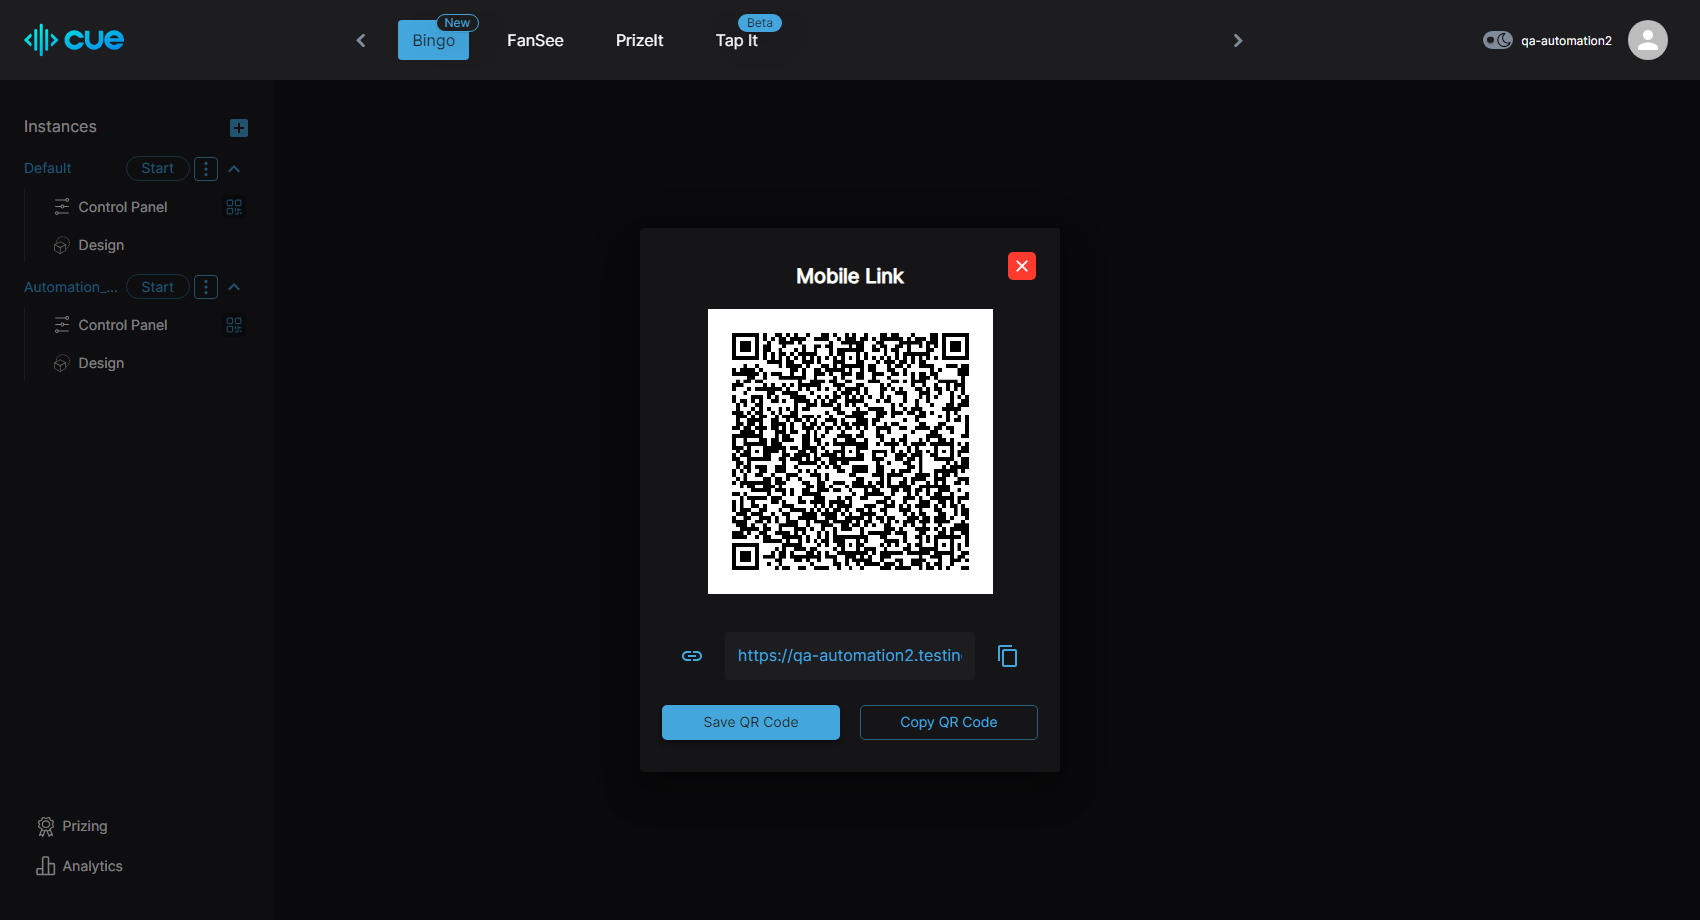 cue
Bingo
New
FanSee
PrizeIt
Tap It
Beta
qa-automation2
Instances
Default
Start
Control Panel
Design
Automation_...
Start
Control Panel
Design
Mobile Link
https://qa-automation2.testin
Save QR Code
Copy QR Code
Prizing
Analytics